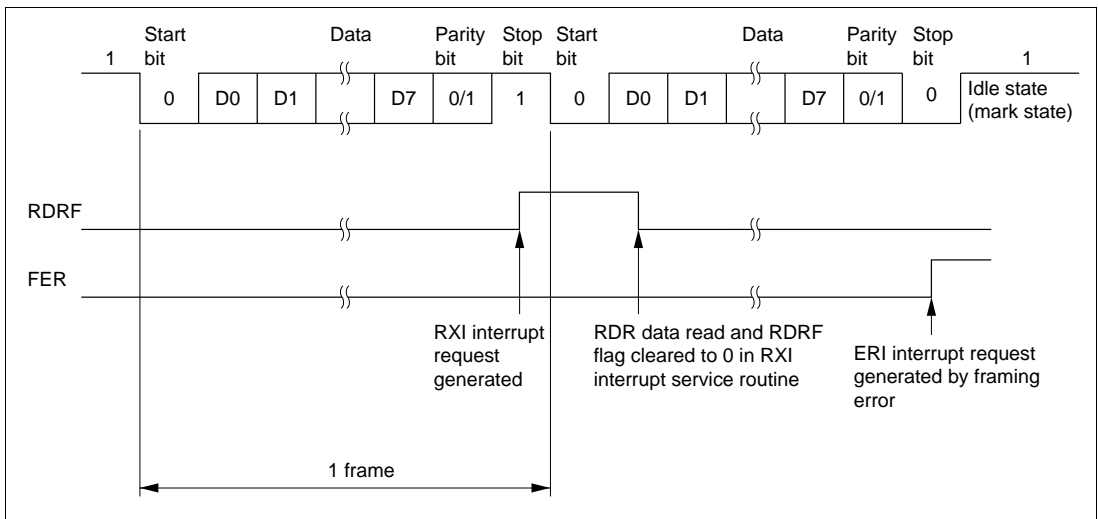 Start Data Parity Stop Start Data Parity Stop
1 bit bit bit bit bit bit 1
0 D0 D1 D7 0/1 1 0 D0 D1 D7 0/1 0 Idle state
(mark state)
RDRF
FER
RXI interrupt
request
generated
RDR data read and RDRF
flag cleared to 0 in RXI
interrupt service routine
ERI interrupt request
generated by framing
error
1 frame